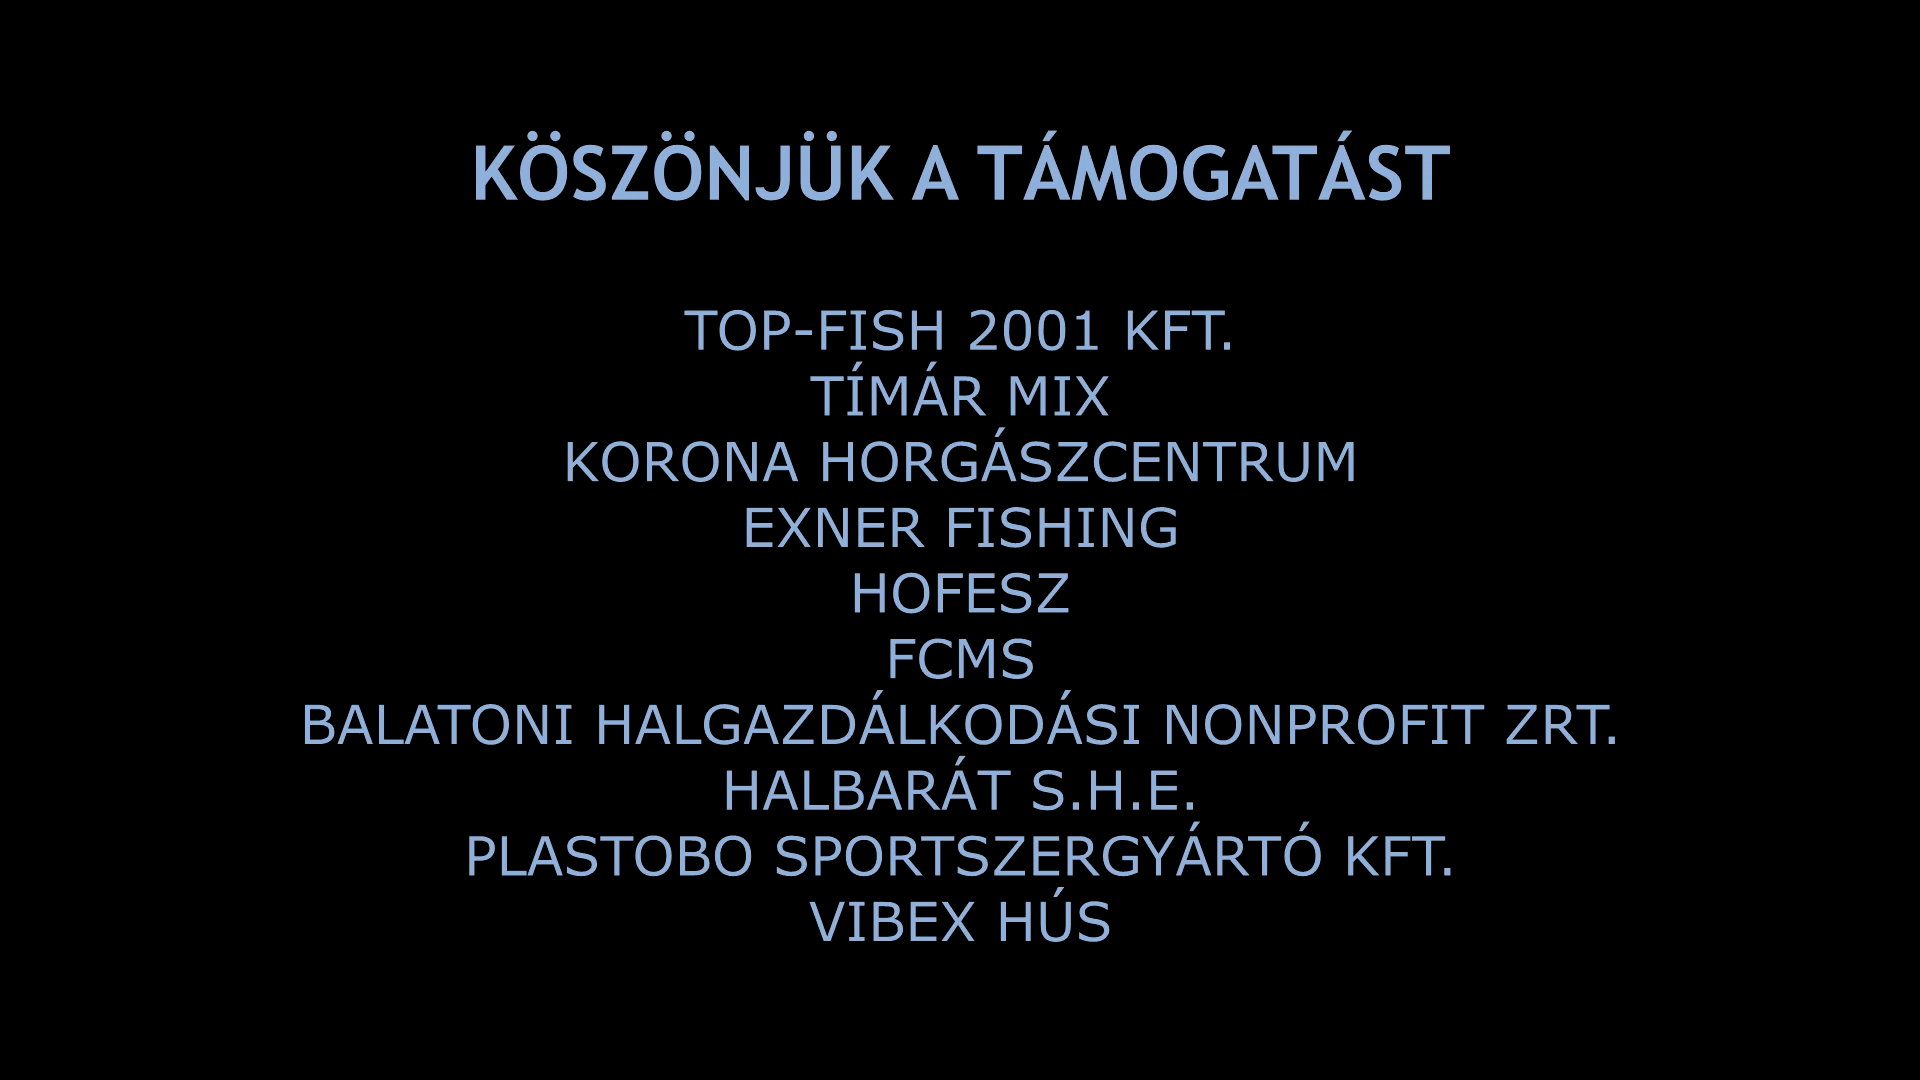 KÖSZÖNJÜK A TÁMOGATÁST
TOP-FISH 2001 KFT.
TÍMÁR MIX
KORONA HORGÁSZCENTRUM
EXNER FISHING
HOFESZ
FCMS
BALATONI HALGAZDÁLKODÁSI NONPROFIT ZRT.
HALBARÁT S.H.E.
PLASTOBO SPORTSZERGYÁRTÓ KFT.
VIBEX HÚS